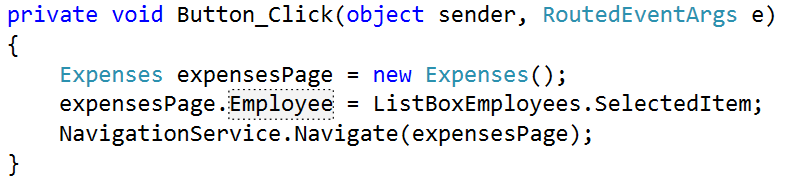 private void Button_Click(object sender, RoutedEventArgs e)
{
    Expenses expensesPage = new Expenses();
    expensesPage.Employee = ListBoxEmployees.SelectedItem;
    NavigationService.Navigate(expensesPage);
}